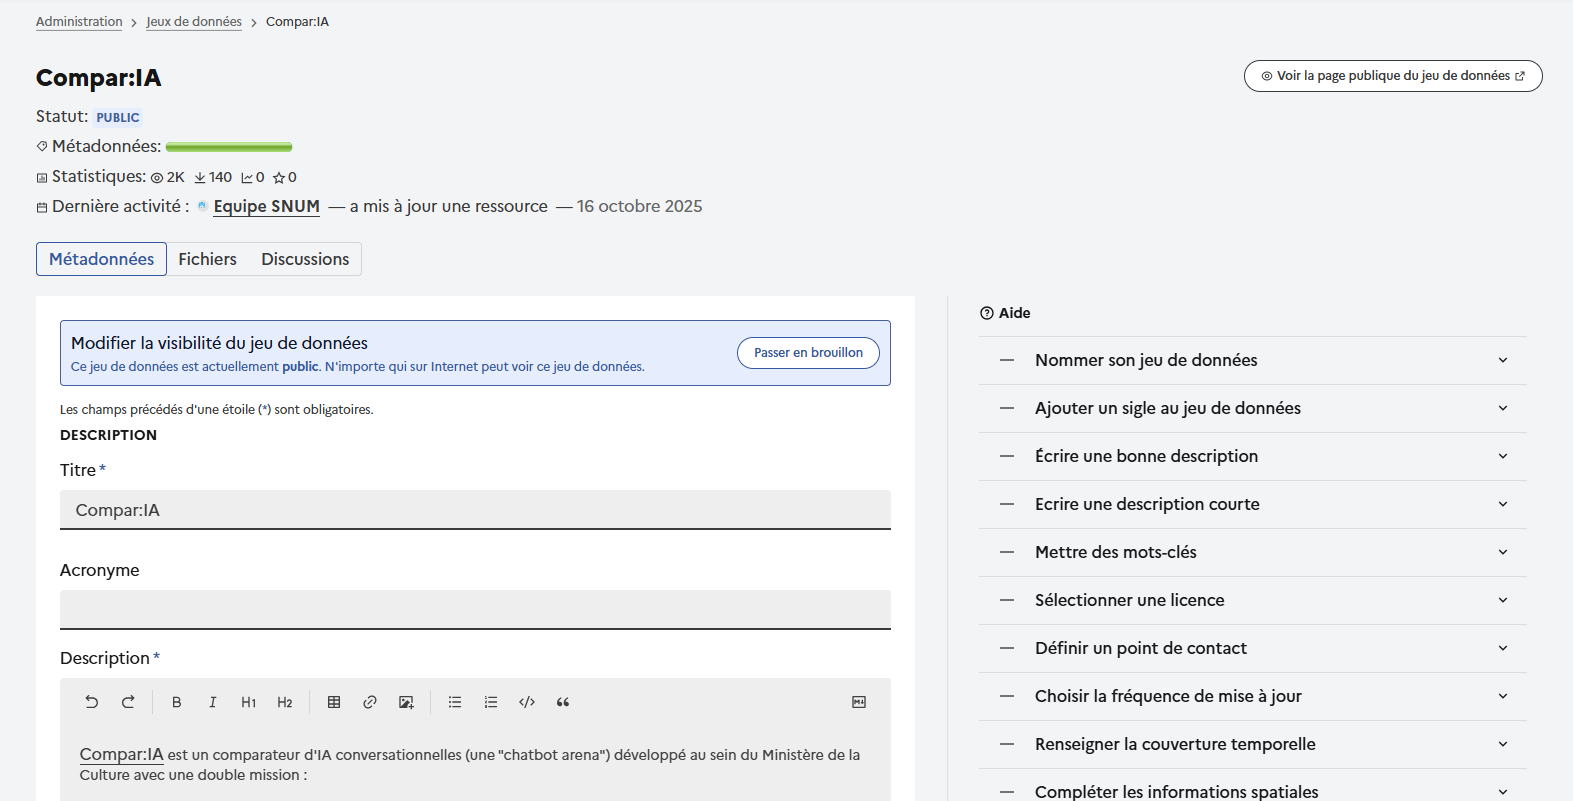 Administration > Jeux de données > Compar:IA
Compar:IA
Voir la page publique du jeu de données
Statut: PUBLIC
Métadonnées:
Statistiques: 2K 140 0 0
Dernière activité : Equipe SNUM — a mis à jour une ressource — 16 octobre 2025
Métadonnées Fichiers Discussions
Modifier la visibilité du jeu de données
Ce jeu de données est actuellement public. N'importe qui sur Internet peut voir ce jeu de données.
Passer en brouillon
Les champs précédés d'une étoile (*) sont obligatoires.
DESCRIPTION
Titre *
Compar:IA
Acronyme
Description *
B I H1 H2
Compar:IA est un comparateur d'IA conversationnelles (une "chatbot arena") développé au sein du Ministère de la
Culture avec une double mission :
Aide
Nommer son jeu de données
Ajouter un sigle au jeu de données
Écrire une bonne description
Ecrire une description courte
Mettre des mots-clés
Sélectionner une licence
Définir un point de contact
Choisir la fréquence de mise à jour
Renseigner la couverture temporelle
Compléter les informations spatiales